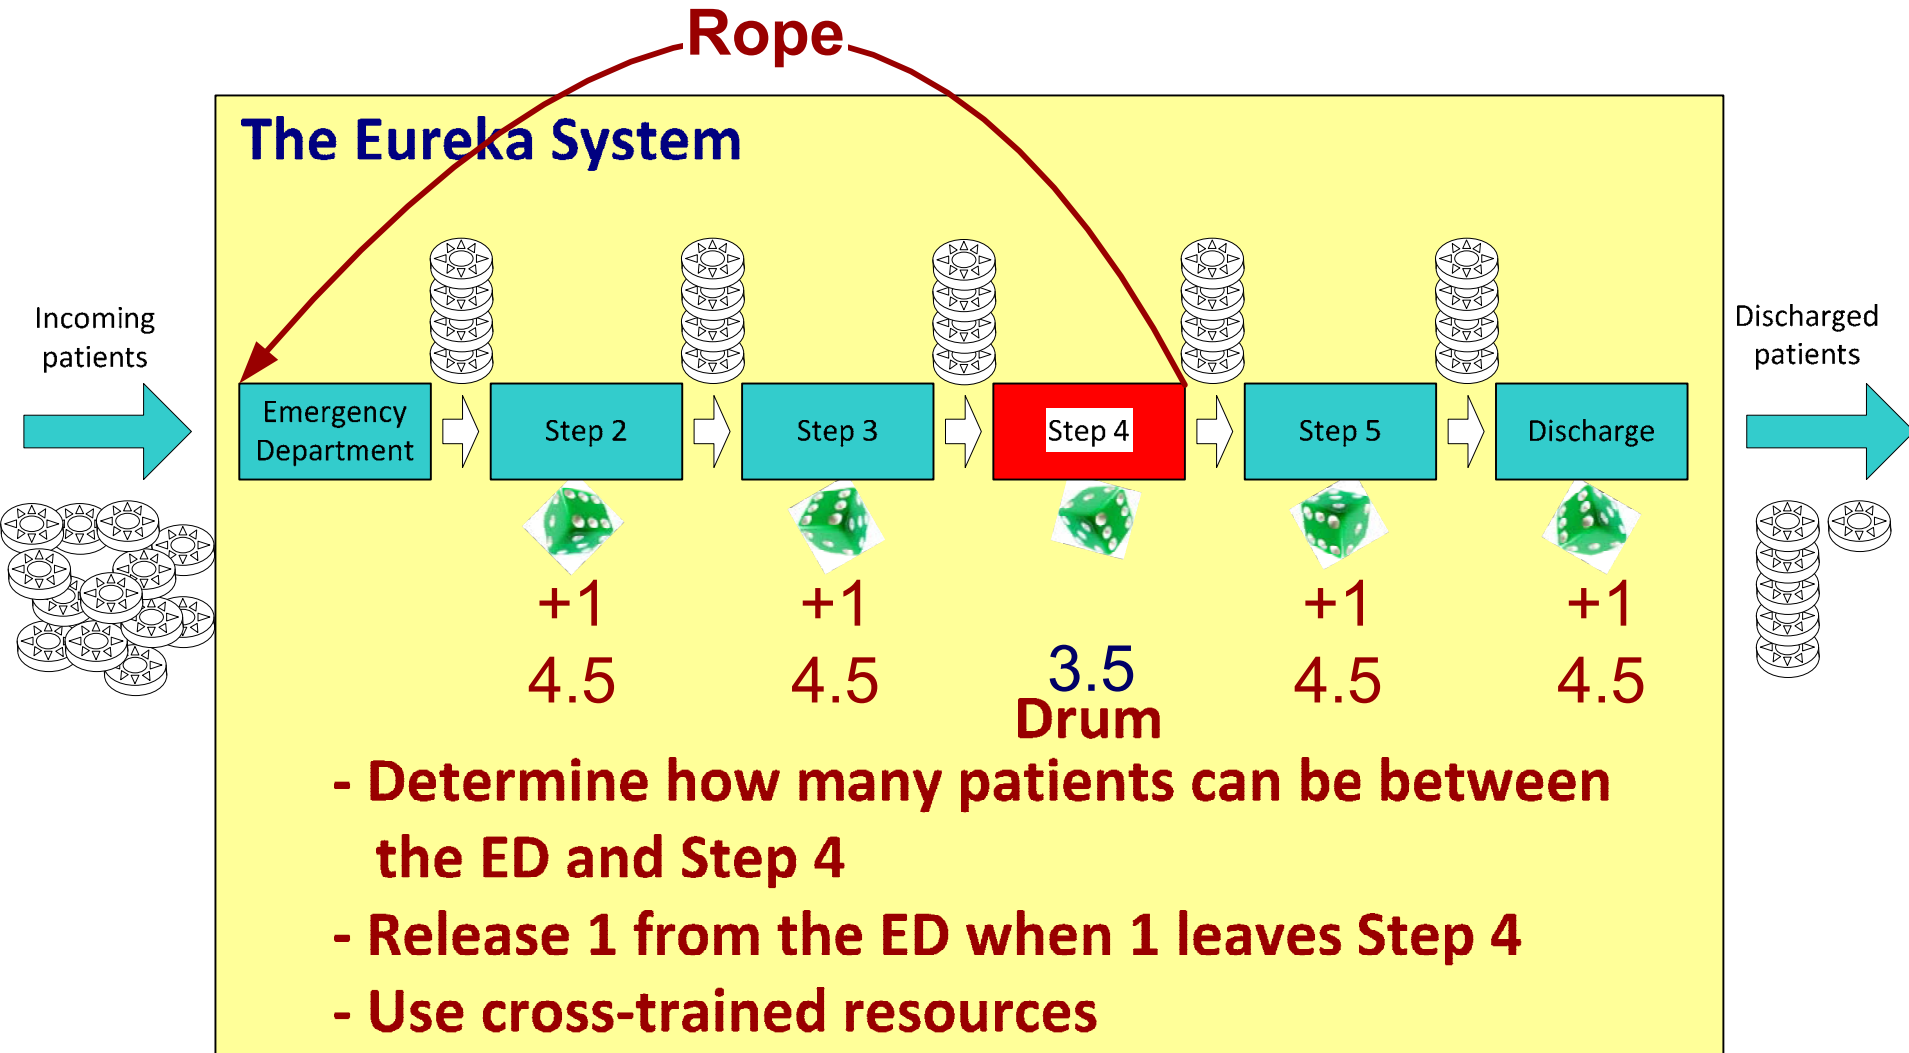 Rope
The Eureka System
Incoming
patients
Discharged
patients
Emergency
Department
Step 2
Step 3
Step 4
Step 5
Discharge
+1
+1
+1
+1
4.5
4.5
3.5
4.5
4.5
Drum
- Determine how many patients can be between
the ED and Step 4
- Release 1 from the ED when 1 leaves Step 4
- Use cross-trained resources